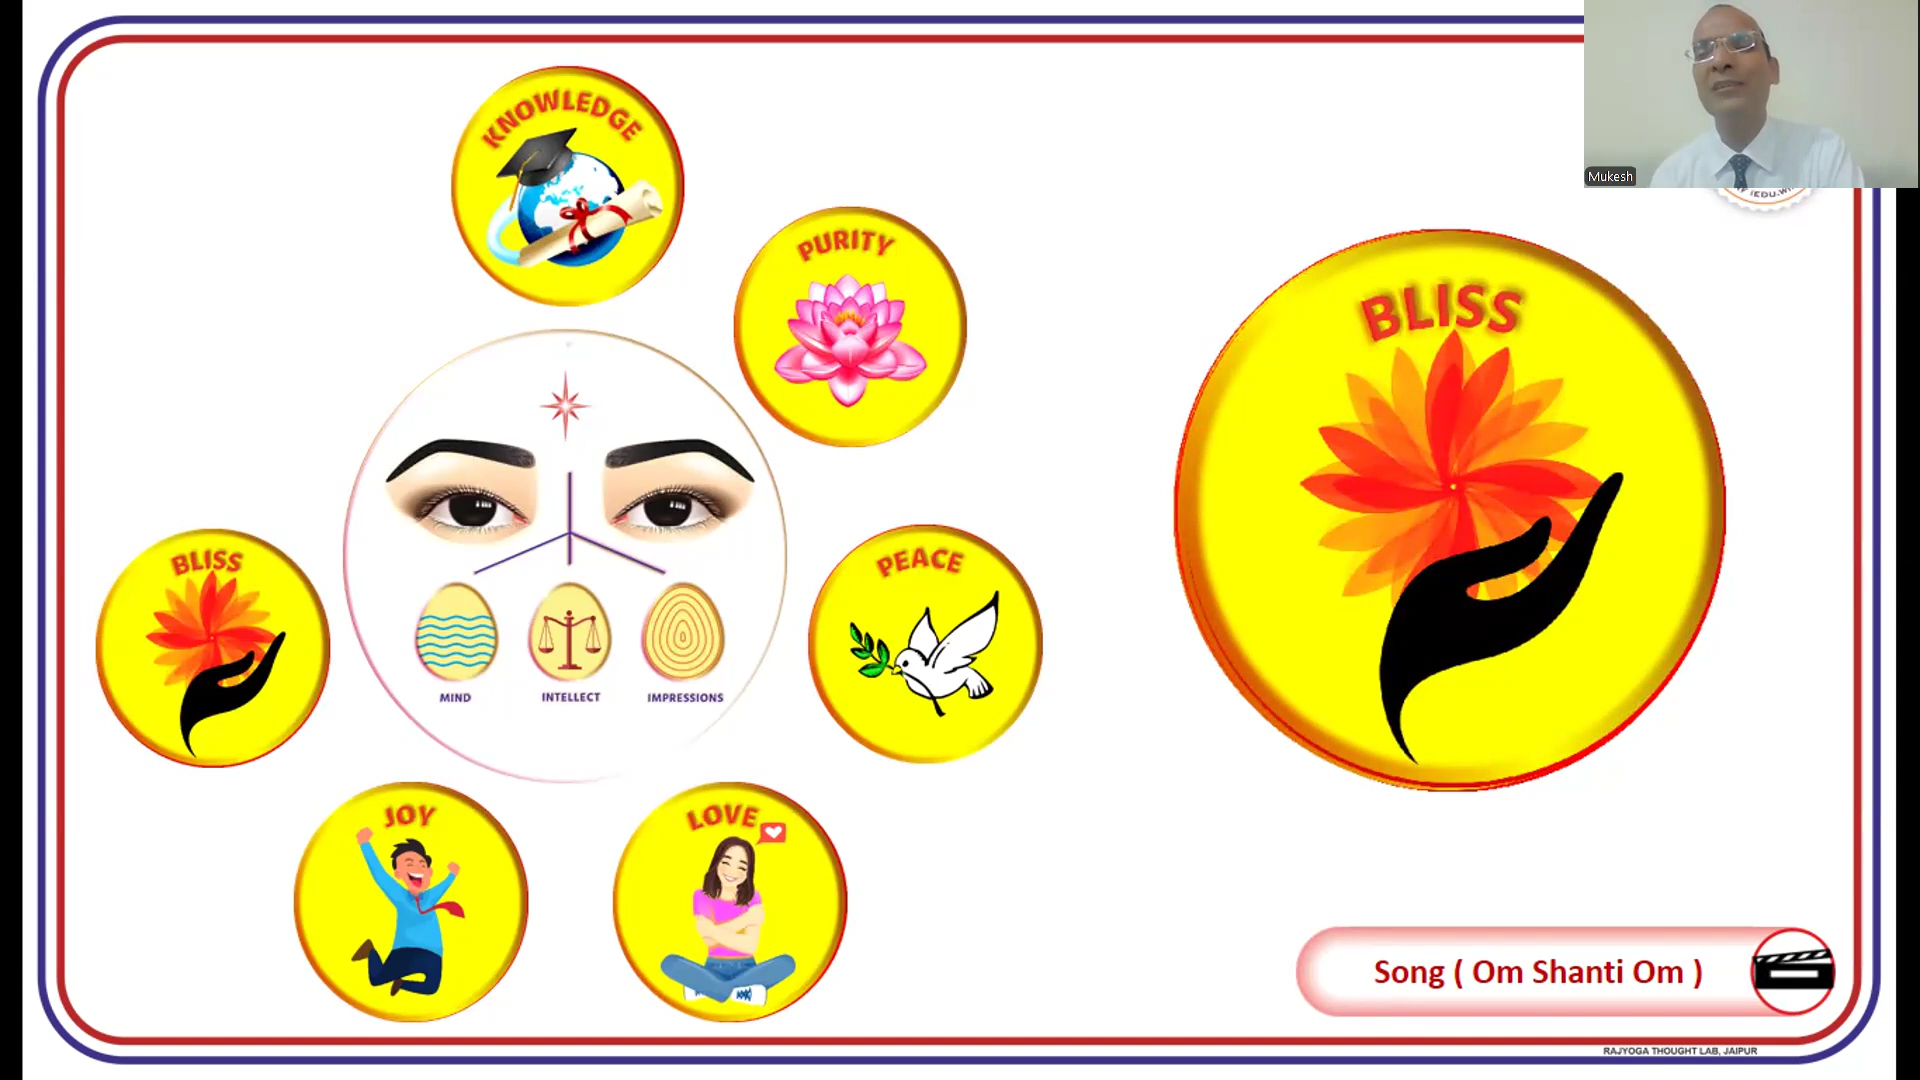 KNOWLEDGE
PURITY
Mukesh
BLISS
BLISS
PEACE
MIND
INTELLECT
IMPRESSIONS
JOY
LOVE
Song ( Om Shanti Om )
RAJYOGA THOUGHT LAB, JAIPUR